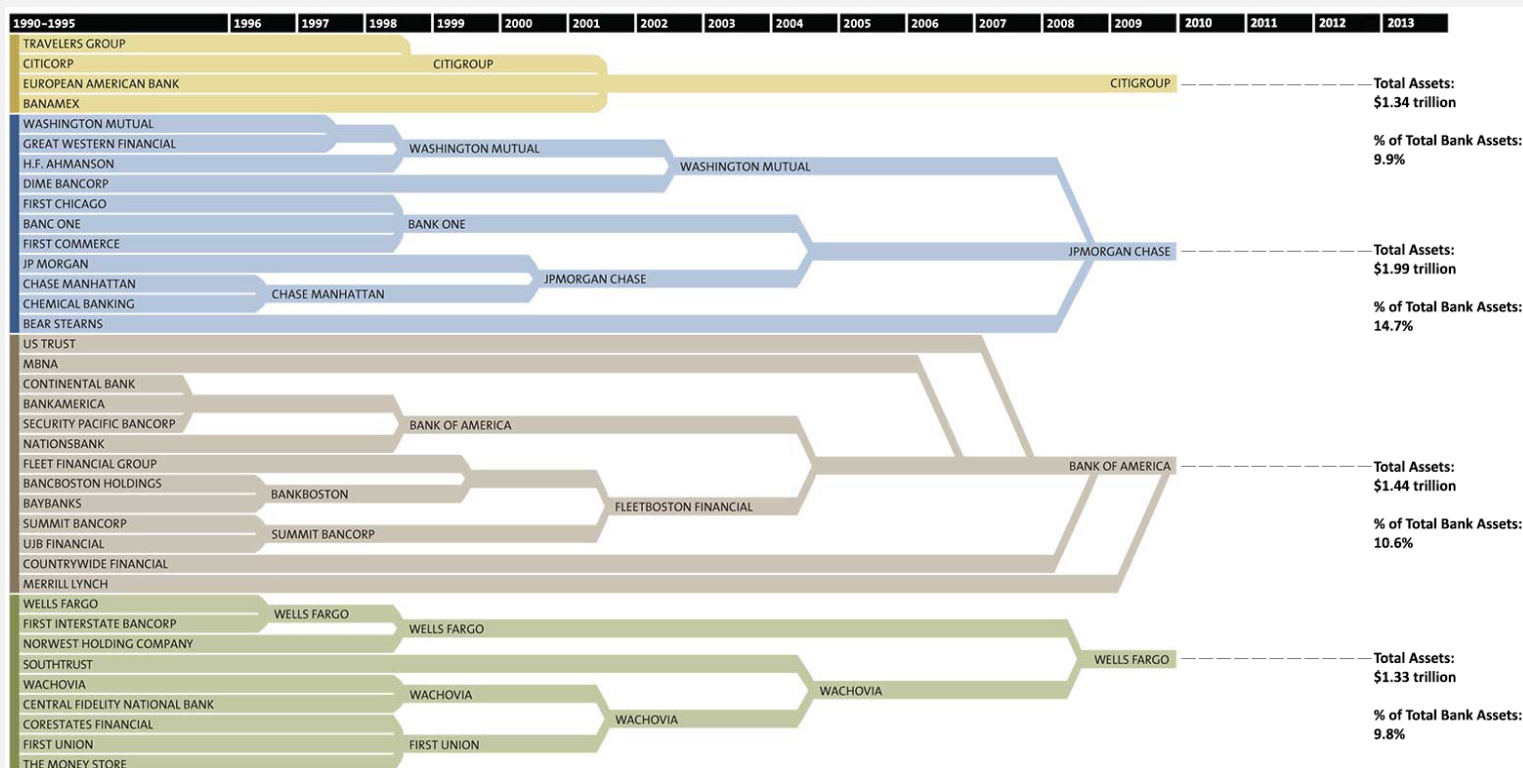 1990–1995 1996 1997 1998 1999 2000 2001 2002 2003 2004 2005 2006 2007 2008 2009 2010 2011 2012 2013
TRAVELERS GROUP
CITICORP CITIGROUP
EUROPEAN AMERICAN BANK CITIGROUP
BANAMEX
Total Assets:
$1.34 trillion
% of Total Bank Assets:
9.9%
WASHINGTON MUTUAL
GREAT WESTERN FINANCIAL
WASHINGTON MUTUAL
H.F. AHMANSON
WASHINGTON MUTUAL
DIME BANCORP
FIRST CHICAGO
BANC ONE BANK ONE
FIRST COMMERCE
JPMORGAN CHASE
JP MORGAN
JPMORGAN CHASE
CHASE MANHATTAN
CHASE MANHATTAN
CHEMICAL BANKING
BEAR STEARNS
Total Assets:
$1.99 trillion
% of Total Bank Assets:
14.7%
US TRUST
MBNA
CONTINENTAL BANK
BANKAMERICA
SECURITY PACIFIC BANCORP BANK OF AMERICA
NATIONSBANK
FLEET FINANCIAL GROUP BANK OF AMERICA
BANCBOSTON HOLDINGS
BANKBOSTON
BAYBANKS
FLEETBOSTON FINANCIAL
SUMMIT BANCORP
SUMMIT BANCORP
UJB FINANCIAL
COUNTRYWIDE FINANCIAL
MERRILL LYNCH
Total Assets:
$1.44 trillion
% of Total Bank Assets:
10.6%
WELLS FARGO
WELLS FARGO
FIRST INTERSTATE BANCORP
WELLS FARGO
NORWEST HOLDING COMPANY
WELLS FARGO
SOUTHTRUST
WACHOVIA
WACHOVIA
WACHOVIA
CENTRAL FIDELITY NATIONAL BANK
WACHOVIA
CORESTATES FINANCIAL
FIRST UNION FIRST UNION
THE MONEY STORE
Total Assets:
$1.33 trillion
% of Total Bank Assets:
9.8%